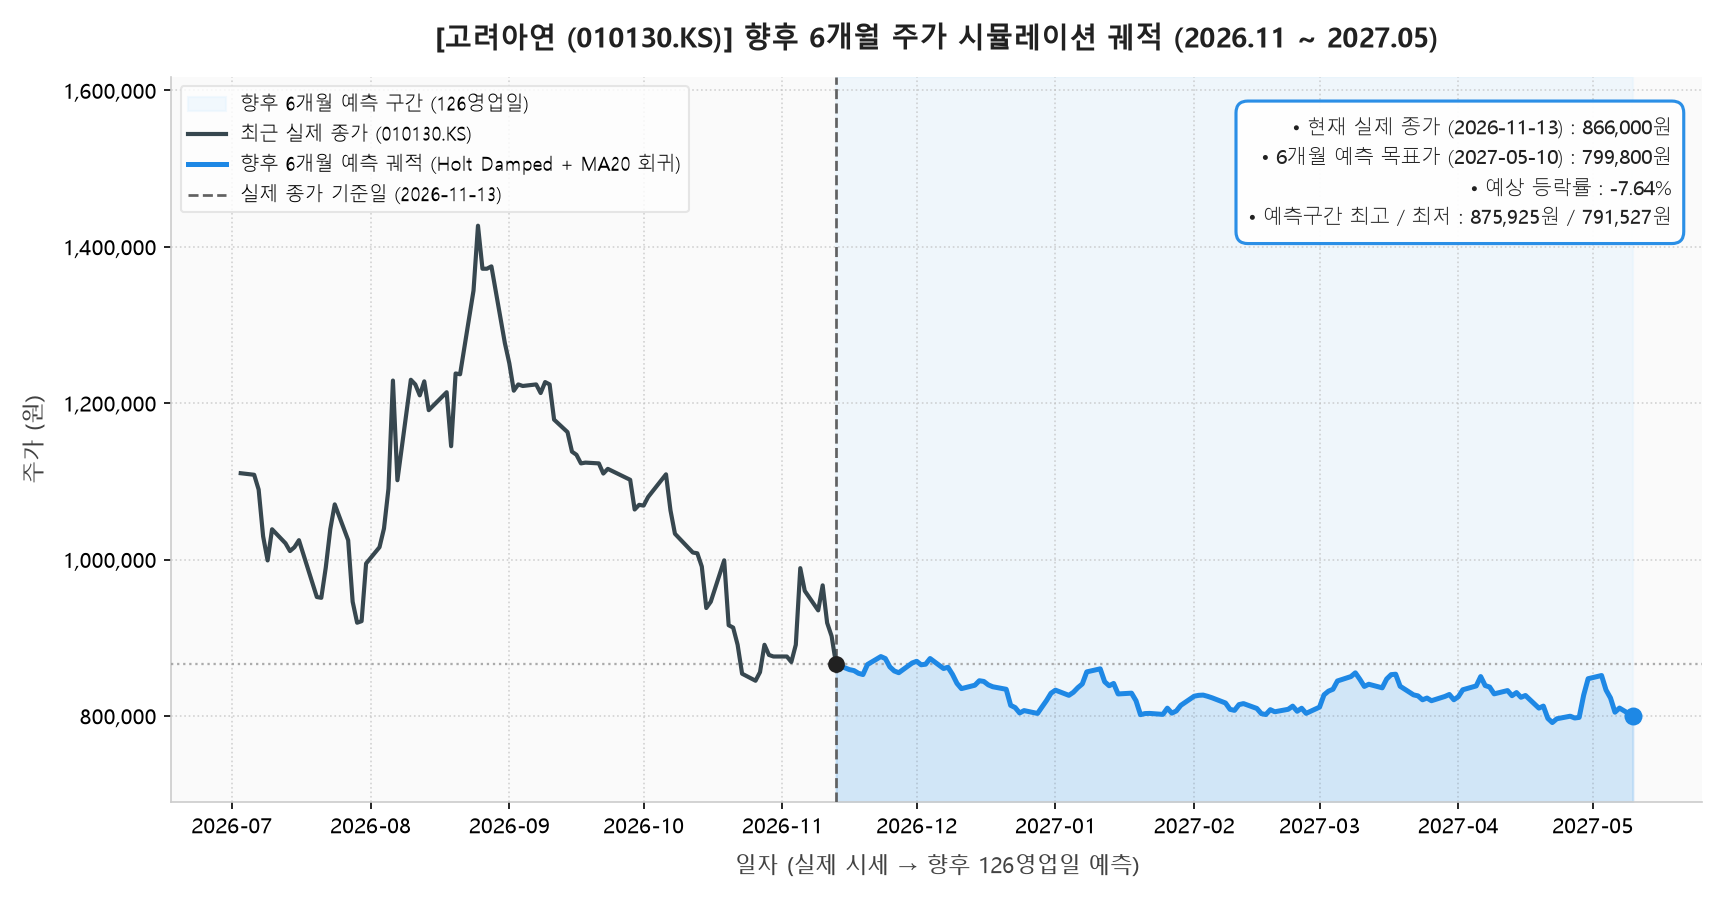 [고려아연 (010130.KS)] 향후 6개월 주가 시뮬레이션 궤적 (2026.11 ~ 2027.05)
향후 6개월 예측 구간 (126영업일)
최근 실제 종가 (010130.KS)
향후 6개월 예측 궤적 (Holt Damped + MA20 회귀)
실제 종가 기준일 (2026-11-13)
• 현재 실제 종가 (2026-11-13) : 866,000원
• 6개월 예측 목표가 (2027-05-10) : 799,800원
• 예상 등락률 : -7.64%
• 예측구간 최고 / 최저 : 875,925원 / 791,527원
주가 (원)
1,600,000
1,400,000
1,200,000
1,000,000
800,000
2026-07 2026-08 2026-09 2026-10 2026-11 2026-12 2027-01 2027-02 2027-03 2027-04 2027-05
일자 (실제 시세 → 향후 126영업일 예측)